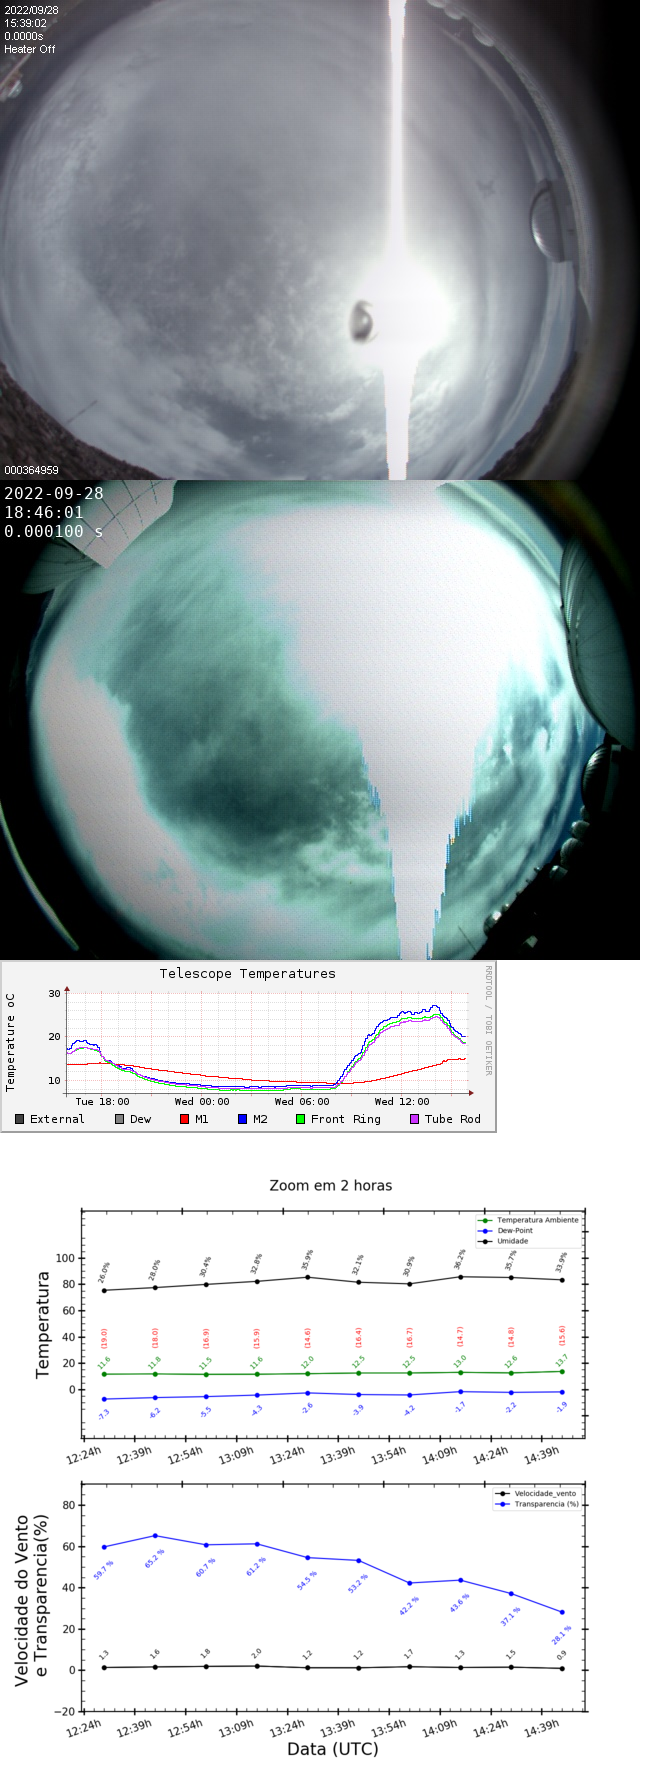 2022/09/28
15:39:02
0.0000s
Heater Off
000364959
2022-09-28
18:46:01
0.000100 s
Telescope Temperatures
RRDTOOL / TOBI OETIKER
Temperature oC
30
20
10
Tue 18:00 Wed 00:00 Wed 06:00 Wed 12:00
External Dew M1 M2 Front Ring Tube Rod
Zoom em 2 horas
Temperatura Ambiente
Dew-Point
Umidade
Temperatura
100
80
60
40
20
0
26.0% 28.0% 30.4% 32.8% 35.9% 32.1% 30.9% 36.2% 35.7% 33.9%
(19.0) (18.0) (16.9) (15.9) (14.6) (16.4) (16.7) (14.7) (14.8) (15.6)
11.6 11.8 11.5 11.6 12.0 12.5 12.5 13.0 12.6 13.7
-7.3 -6.2 -5.5 -4.3 -2.6 -3.9 -4.2 -1.7 -2.2 -1.9
12:24h 12:39h 12:54h 13:09h 13:24h 13:39h 13:54h 14:09h 14:24h 14:39h
Velocidade_vento
Transparencia (%)
Velocidade do Vento
e Transparencia(%)
80
60
40
20
0
−20
59.7 % 65.2 % 60.7 % 61.2 % 54.5 % 53.2 % 42.2 % 43.6 % 37.1 % 28.1 %
1.3 1.6 1.8 2.0 1.2 1.2 1.7 1.3 1.5 0.9
12:24h 12:39h 12:54h 13:09h 13:24h 13:39h 13:54h 14:09h 14:24h 14:39h
Data (UTC)